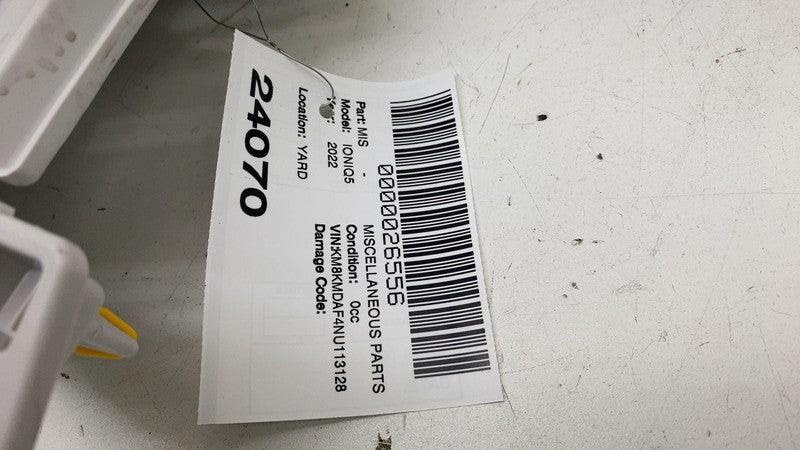 0000026556
Part: MIS - MISCELLANEOUS PARTS
Model: IONIQ5 Condition: 0cc
2022 VIN:KM8KMDAF4NU113128
Location: YARD Damage Code:
24070